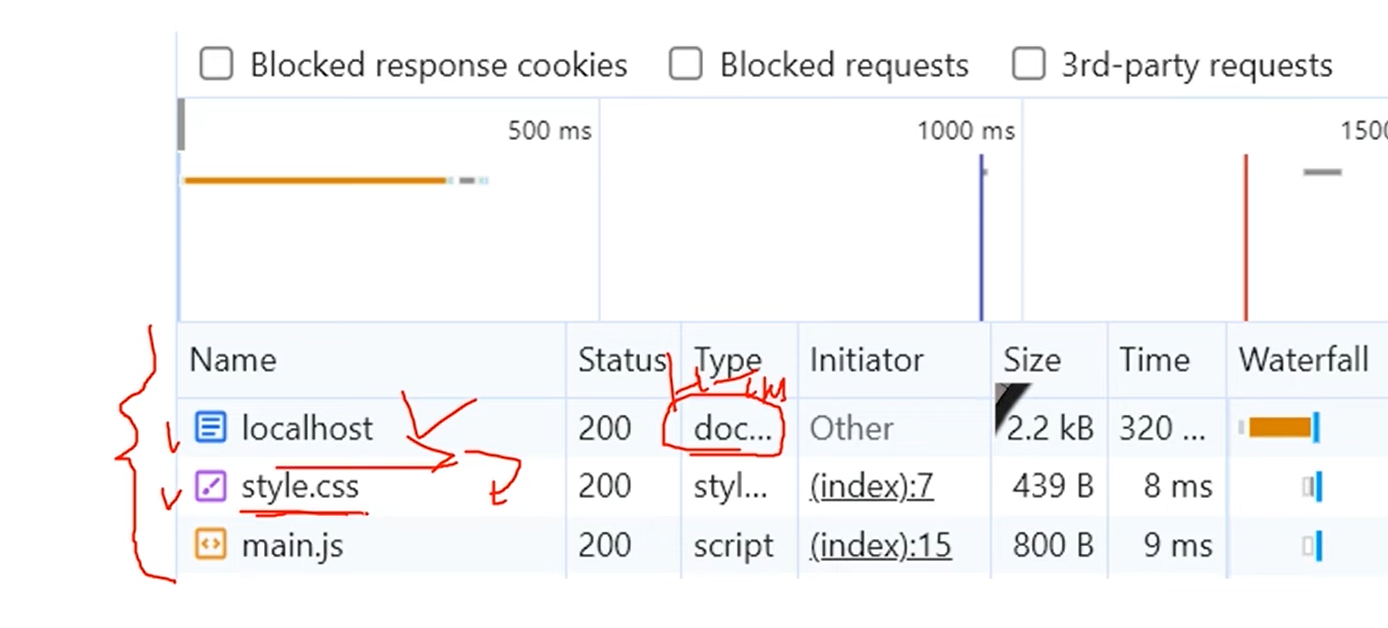 Blocked response cookies Blocked requests 3rd-party requests
500 ms 1000 ms 1500
Name Status Type Initiator Size Time Waterfall
localhost 200 doc... Other 2.2 kB 320 ...
style.css 200 styl... (index):7 439 B 8 ms
main.js 200 script (index):15 800 B 9 ms